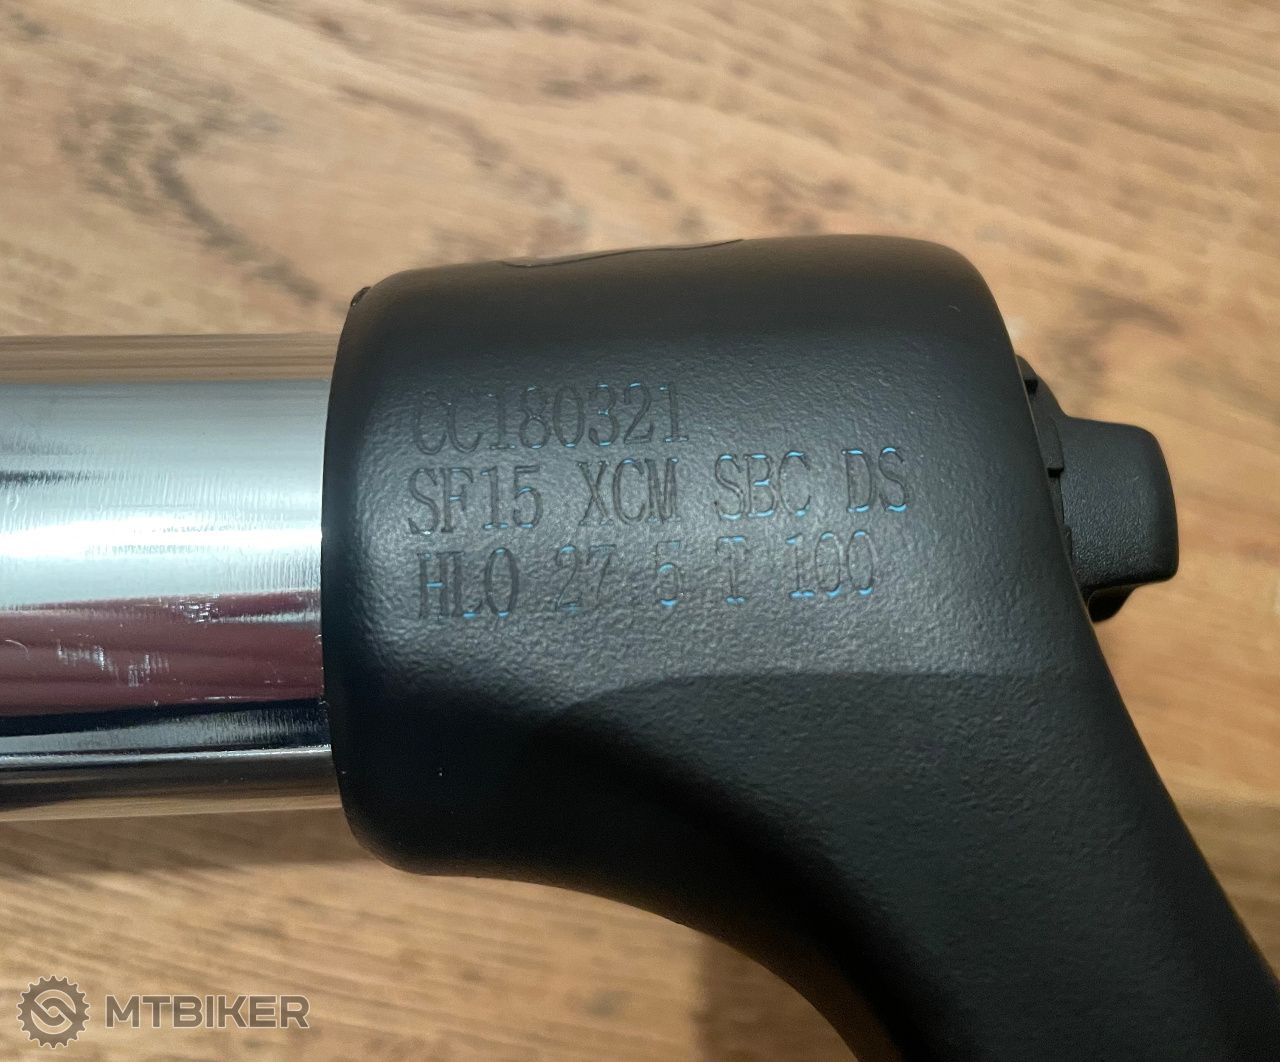 CC180321
SF15 XCM SBC DS
HLO 27 5 T 100
MTBIKER